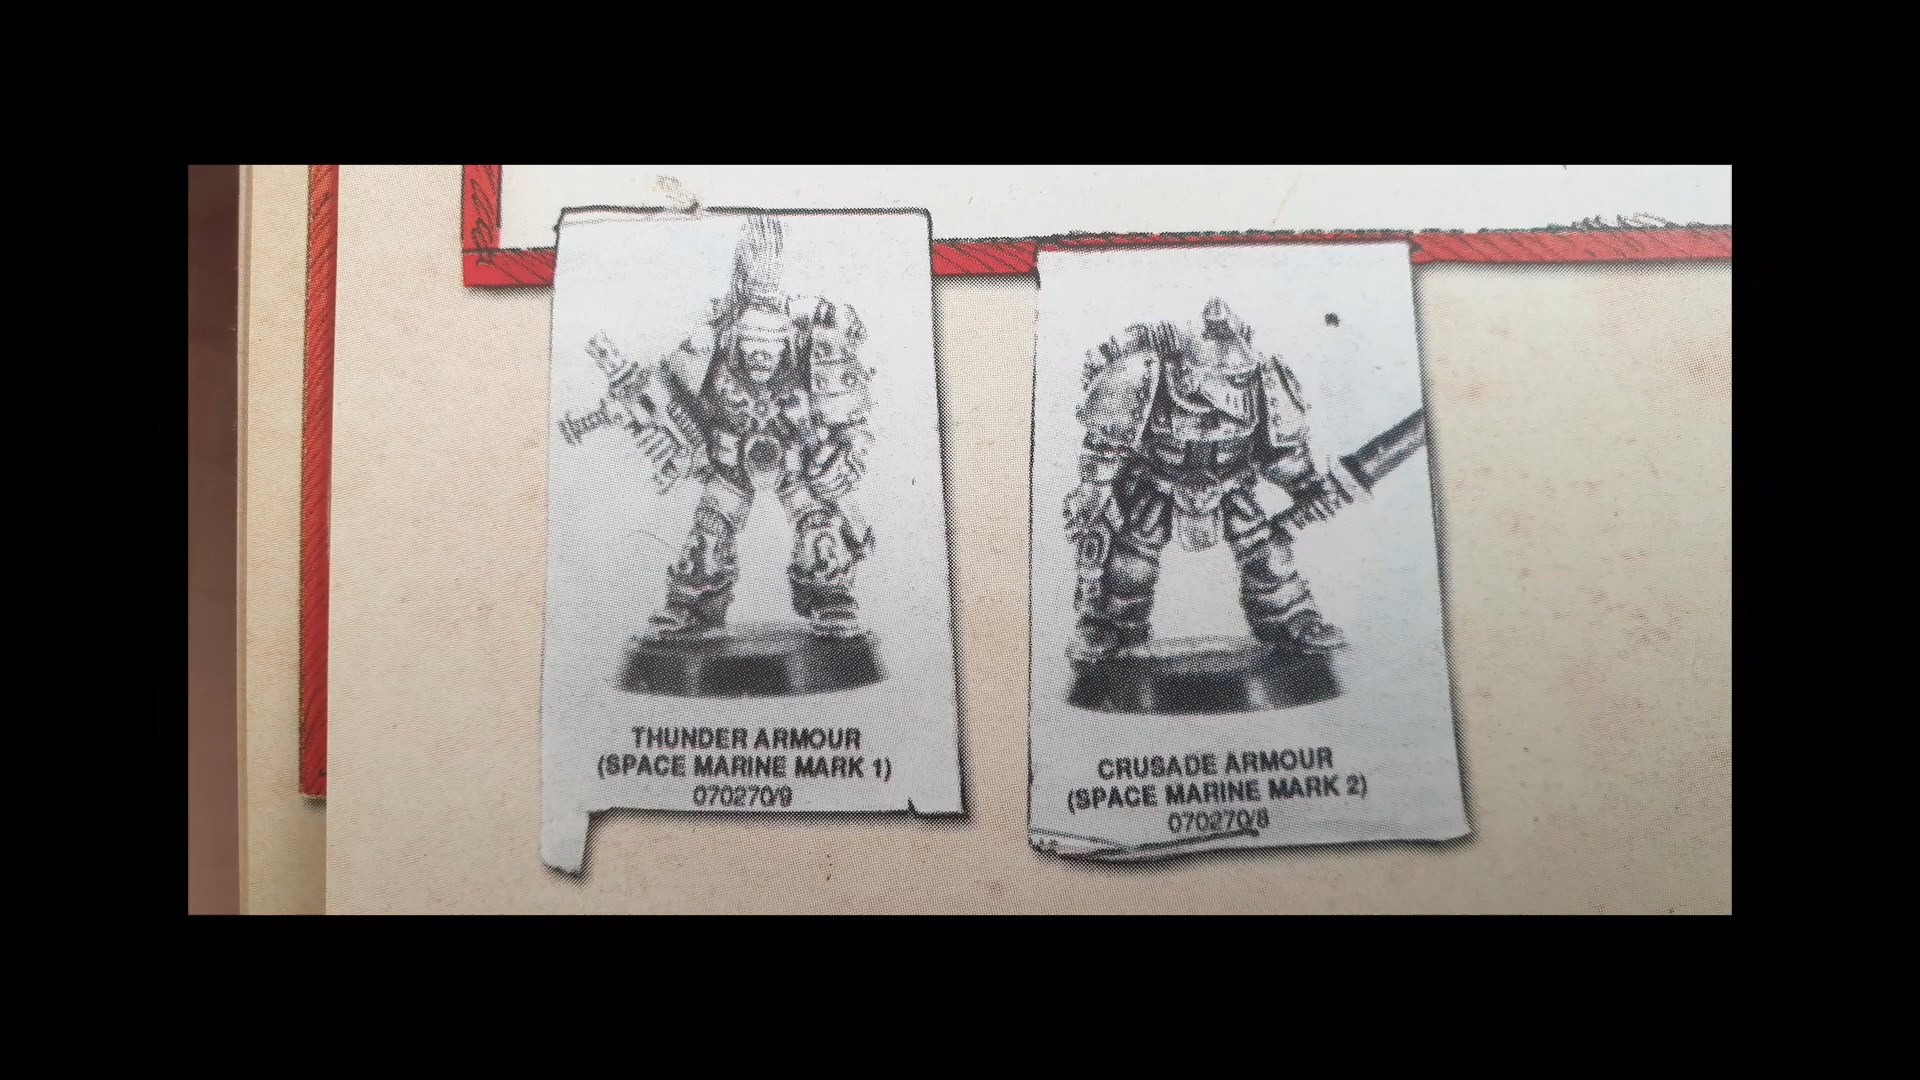 THUNDER ARMOUR
(SPACE MARINE MARK 1)
070270/9
CRUSADE ARMOUR
(SPACE MARINE MARK 2)
070270/8